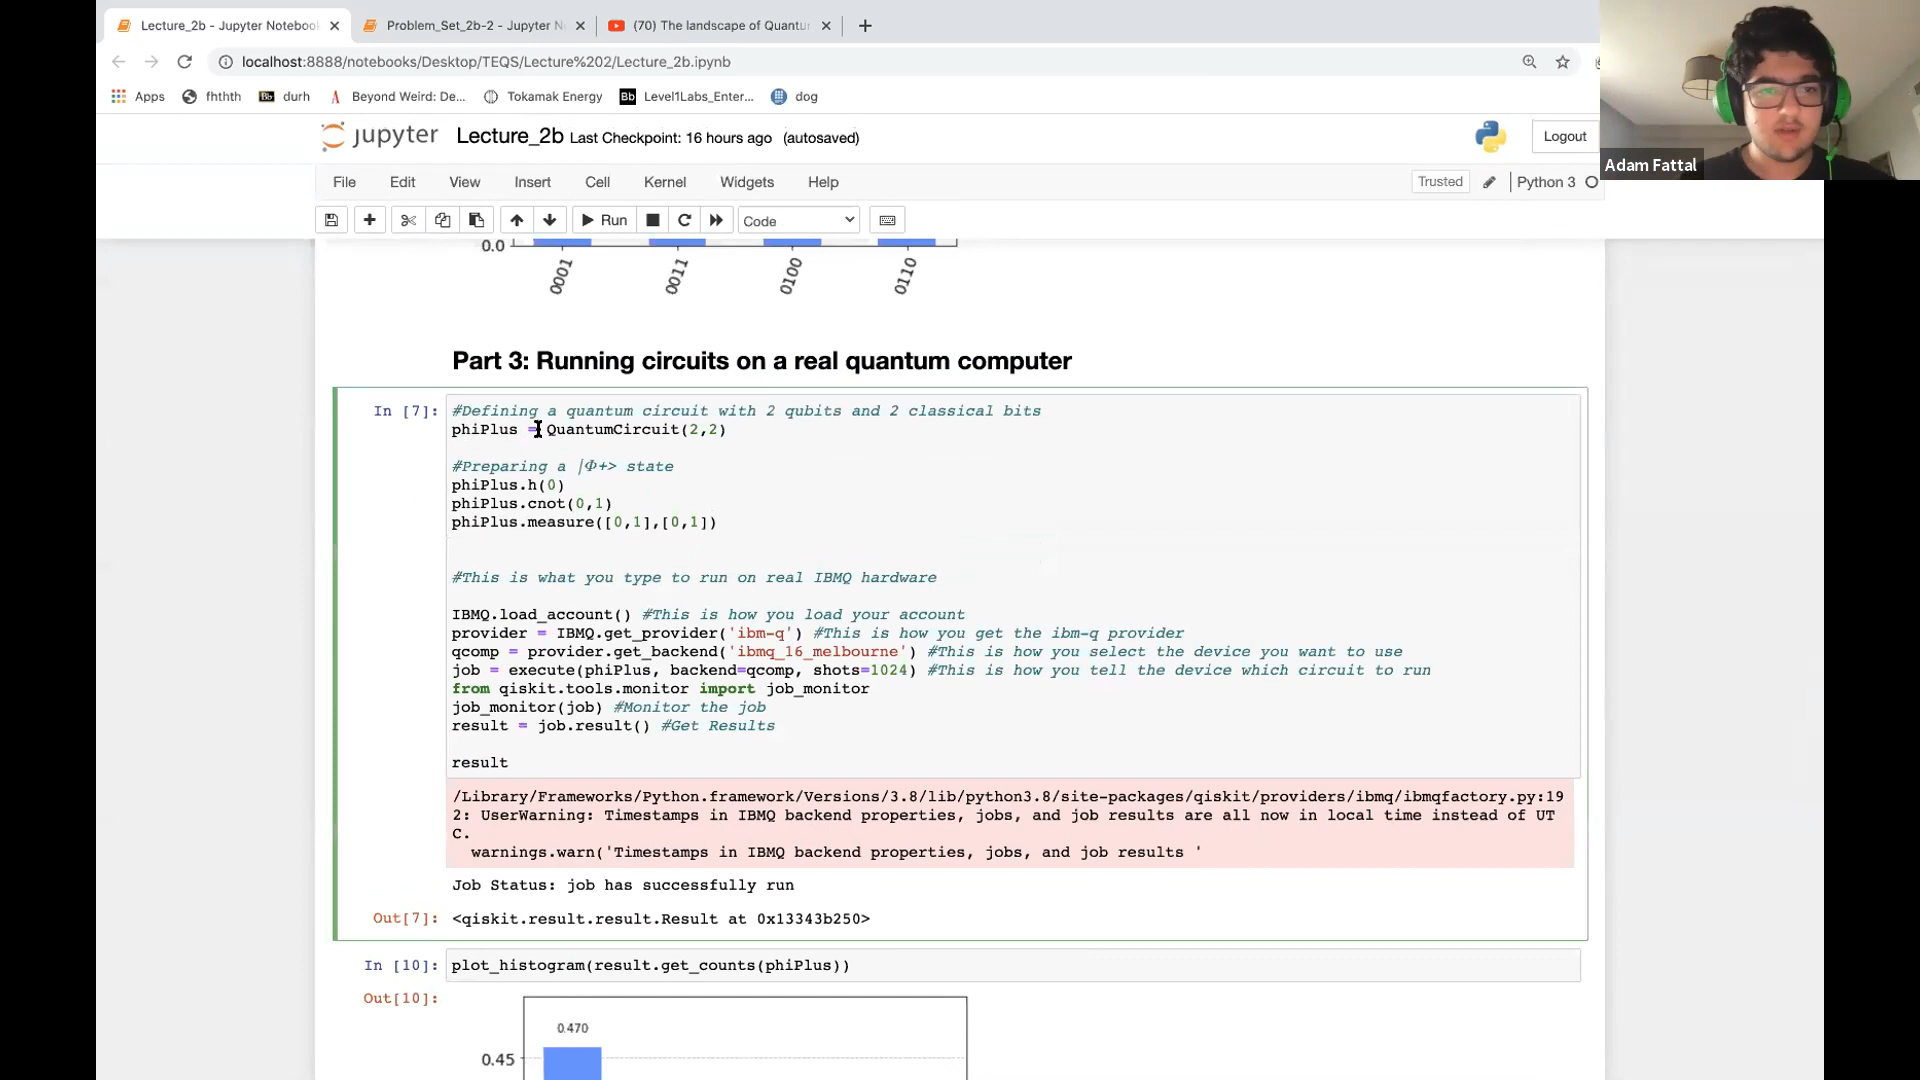 Lecture_2b - Jupyter Notebook
Problem_Set_2b-2 - Jupyter N
(70) The landscape of Quantu
localhost:8888/notebooks/Desktop/TEQS/Lecture%202/Lecture_2b.ipynb
Apps
fhthth
Bb durh
Beyond Weird: De...
Tokamak Energy
Bb Level1Labs_Enter...
dog
jupyter Lecture_2b Last Checkpoint: 16 hours ago (autosaved)
Logout
Adam Fattal
File Edit View Insert Cell Kernel Widgets Help
Trusted Python 3
Run Code
0.0
0001
0011
0100
0110
Part 3: Running circuits on a real quantum computer
In [7]: #Defining a quantum circuit with 2 qubits and 2 classical bits
phiPlus = QuantumCircuit(2,2)
#Preparing a |Φ+> state
phiPlus.h(0)
phiPlus.cnot(0,1)
phiPlus.measure([0,1],[0,1])
#This is what you type to run on real IBMQ hardware
IBMQ.load_account() #This is how you load your account
provider = IBMQ.get_provider('ibm-q') #This is how you get the ibm-q provider
qcomp = provider.get_backend('ibmq_16_melbourne') #This is how you select the device you want to use
job = execute(phiPlus, backend=qcomp, shots=1024) #This is how you tell the device which circuit to run
from qiskit.tools.monitor import job_monitor
job_monitor(job) #Monitor the job
result = job.result() #Get Results
result
/Library/Frameworks/Python.framework/Versions/3.8/lib/python3.8/site-packages/qiskit/providers/ibmq/ibmqfactory.py:19
2: UserWarning: Timestamps in IBMQ backend properties, jobs, and job results are all now in local time instead of UT
C.
warnings.warn('Timestamps in IBMQ backend properties, jobs, and job results '
Job Status: job has successfully run
Out[7]: <qiskit.result.result.Result at 0x13343b250>
In [10]: plot_histogram(result.get_counts(phiPlus))
Out[10]:
0.470
0.45